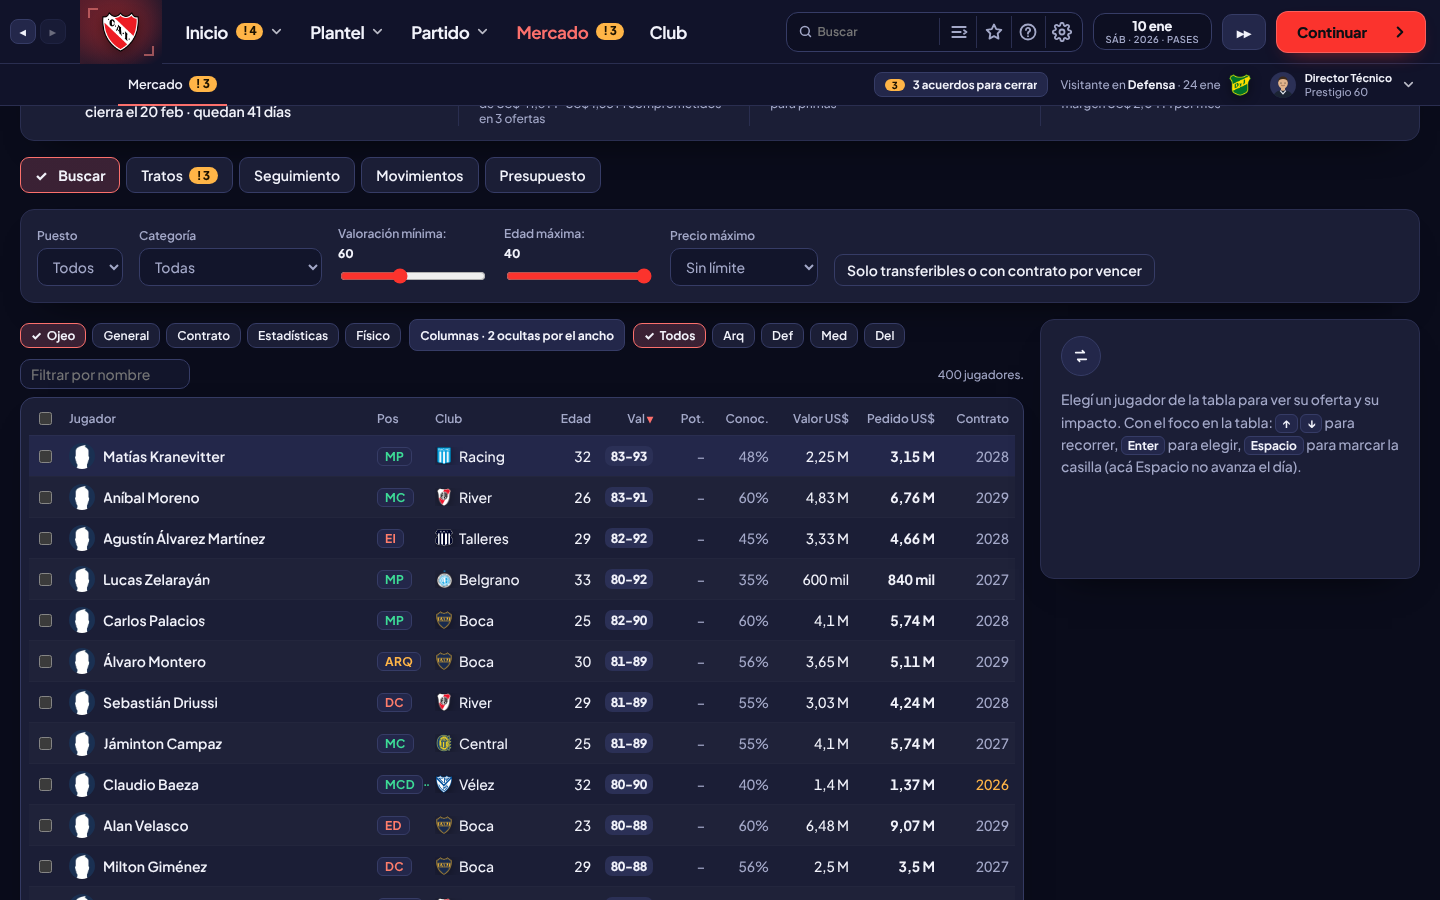 Inicio !4 Plantel Partido Mercado !3 Club Buscar 10 ene SÁB · 2026 · PASES Continuar
Mercado !3 3 3 acuerdos para cerrar Visitante en Defensa · 24 ene Director Técnico Prestigio 60
cierra el 20 feb · quedan 41 días
en 3 ofertas
Buscar Tratos !3 Seguimiento Movimientos Presupuesto
Puesto Categoría Valoración mínima: Edad máxima: Precio máximo
60 40
Todos Todas Sin límite Solo transferibles o con contrato por vencer
Ojeo General Contrato Estadísticas Físico Columnas · 2 ocultas por el ancho Todos Arq Def Med Del
Filtrar por nombre 400 jugadores.
Jugador Pos Club Edad Val▼ Pot. Conoc. Valor US$ Pedido US$ Contrato
Matías Kranevitter MP Racing 32 83–93 – 48% 2,25 M 3,15 M 2028
Aníbal Moreno MC River 26 83–91 – 60% 4,83 M 6,76 M 2029
Agustín Álvarez Martínez EI Talleres 29 82–92 – 45% 3,33 M 4,66 M 2028
Lucas Zelarayán MP Belgrano 33 80–92 – 35% 600 mil 840 mil 2027
Carlos Palacios MP Boca 25 82–90 – 60% 4,1 M 5,74 M 2028
Álvaro Montero ARQ Boca 30 81–89 – 56% 3,65 M 5,11 M 2029
Sebastián Driussi DC River 29 81–89 – 55% 3,03 M 4,24 M 2028
Jáminton Campaz MC Central 25 81–89 – 55% 4,1 M 5,74 M 2027
Claudio Baeza MCD Vélez 32 80–90 – 40% 1,4 M 1,37 M 2026
Alan Velasco ED Boca 23 80–88 – 60% 6,48 M 9,07 M 2029
Milton Giménez DC Boca 29 80–88 – 56% 2,5 M 3,5 M 2027
Elegí un jugador de la tabla para ver su oferta y su
impacto. Con el foco en la tabla: ↑ ↓ para
recorrer, Enter para elegir, Espacio para marcar la
casilla (acá Espacio no avanza el día).